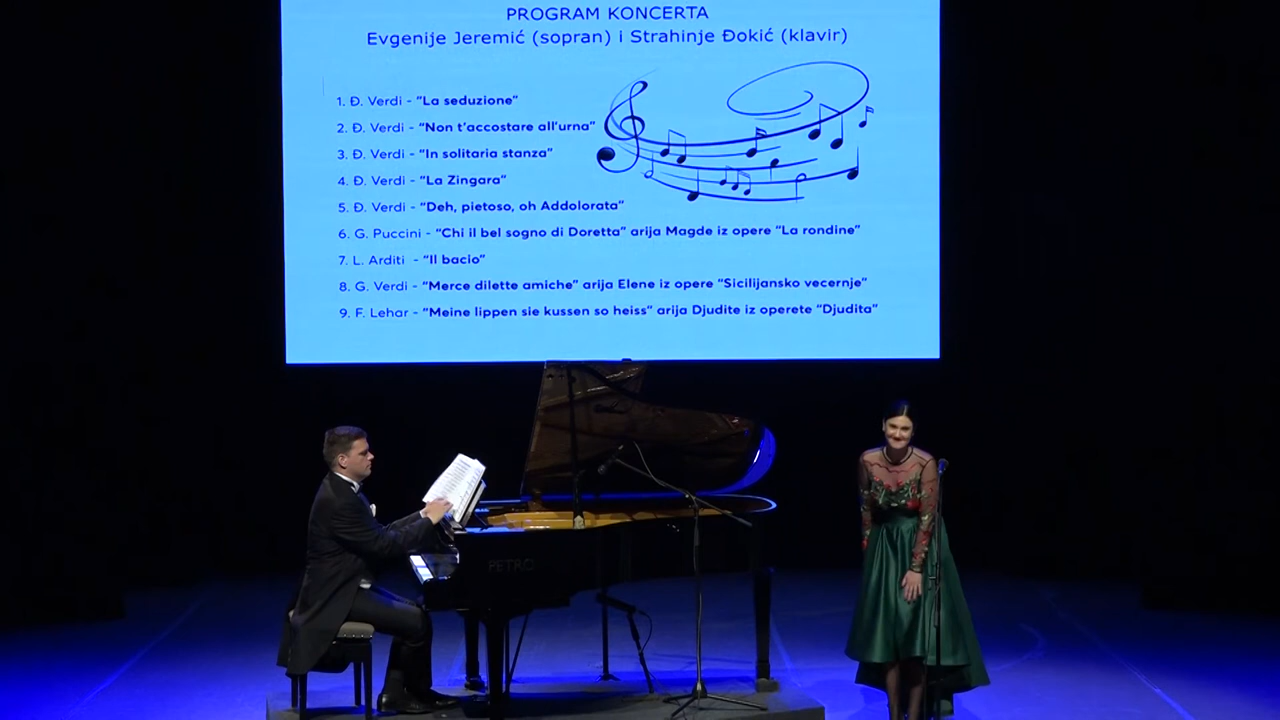 PROGRAM KONCERTA
Evgenije Jeremić (sopran) i Strahinje Đokić (klavir)
1. Đ. Verdi - “La seduzione”
2. Đ. Verdi - “Non t’accostare all’urna”
3. Đ. Verdi - “In solitaria stanza”
4. Đ. Verdi - “La Zingara”
5. Đ. Verdi - “Deh, pietoso, oh Addolorata”
6. G. Puccini - “Chi il bel sogno di Doretta” arija Magde iz opere “La rondine”
7. L. Arditi - “Il bacio”
8. G. Verdi - “Merce dilette amiche” arija Elene iz opere “Sicilijansko vecernje”
9. F. Lehar - “Meine lippen sie kussen so heiss” arija Djudite iz operete “Djudita”
PETRO